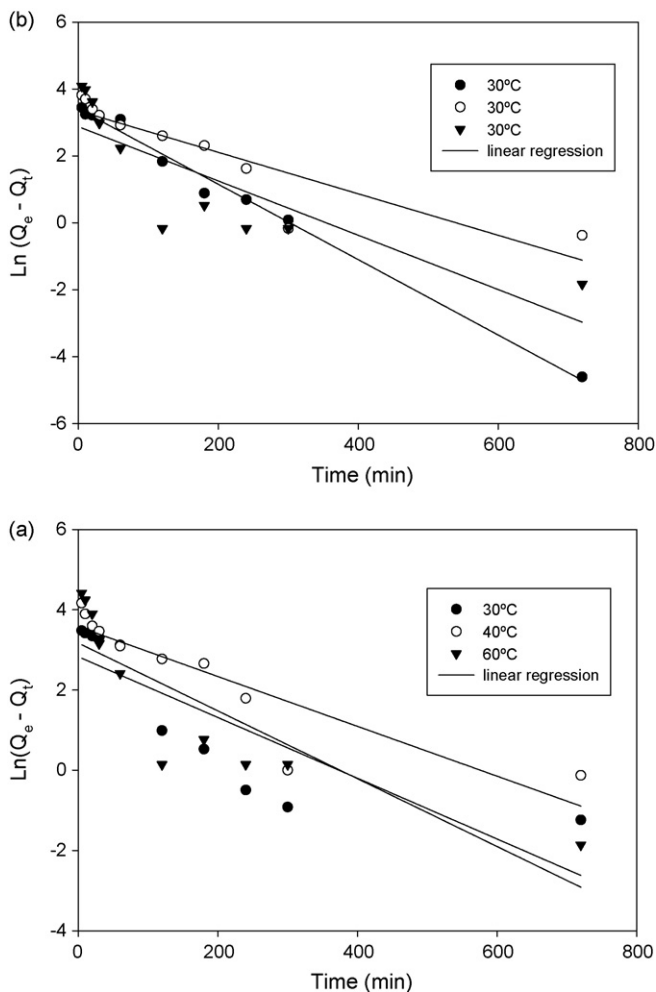 (b)
6
4
2
0
-2
-4
-6
Ln (Qe - Qt)
30ºC
30ºC
30ºC
linear regression
0
200
400
600
800
Time (min)
(a)
6
4
2
0
-2
-4
Ln(Qe - Qt)
30ºC
40ºC
60ºC
linear regression
0
200
400
600
800
Time (min)